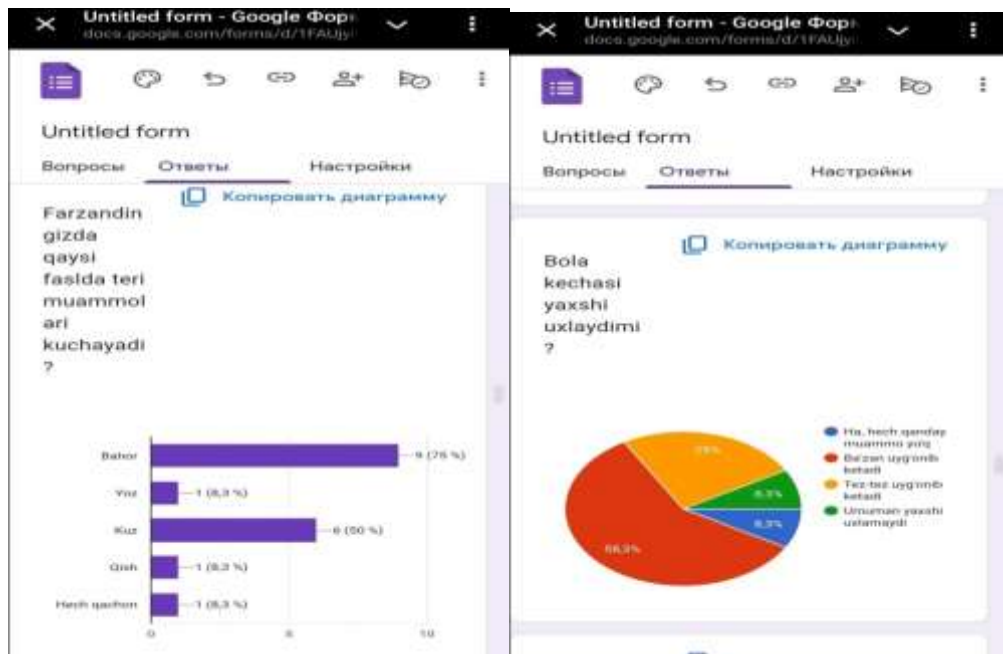 Untitled form - Google Фор
docs.google.com/forms/d/1FAUjy
Untitled form
Вопросы Ответы Настройки
Копировать диаграмму
Farzandin
gizda
qaysi
faslda teri
muammol
ari
kuchayadi
?
Bahor 9 (75 %)
Yoz 1 (8,3 %)
Kuz 6 (50 %)
Qish 1 (8,3 %)
Hech qachon 1 (8,3 %)
0 5 10
Untitled form - Google Фор
docs.google.com/forms/d/1FAUjy
Untitled form
Вопросы Ответы Настройки
Копировать диаграмму
Bola
kechasi
yaxshi
uxlaydimi
?
25%
8,3%
8,3%
58,3%
Ha, hech qanday
muammo yo'q
Ba'zan uyg'onib
ketadi
Tez-tez uyg'onib
ketadi
Umuman yaxshi
uxlamaydi